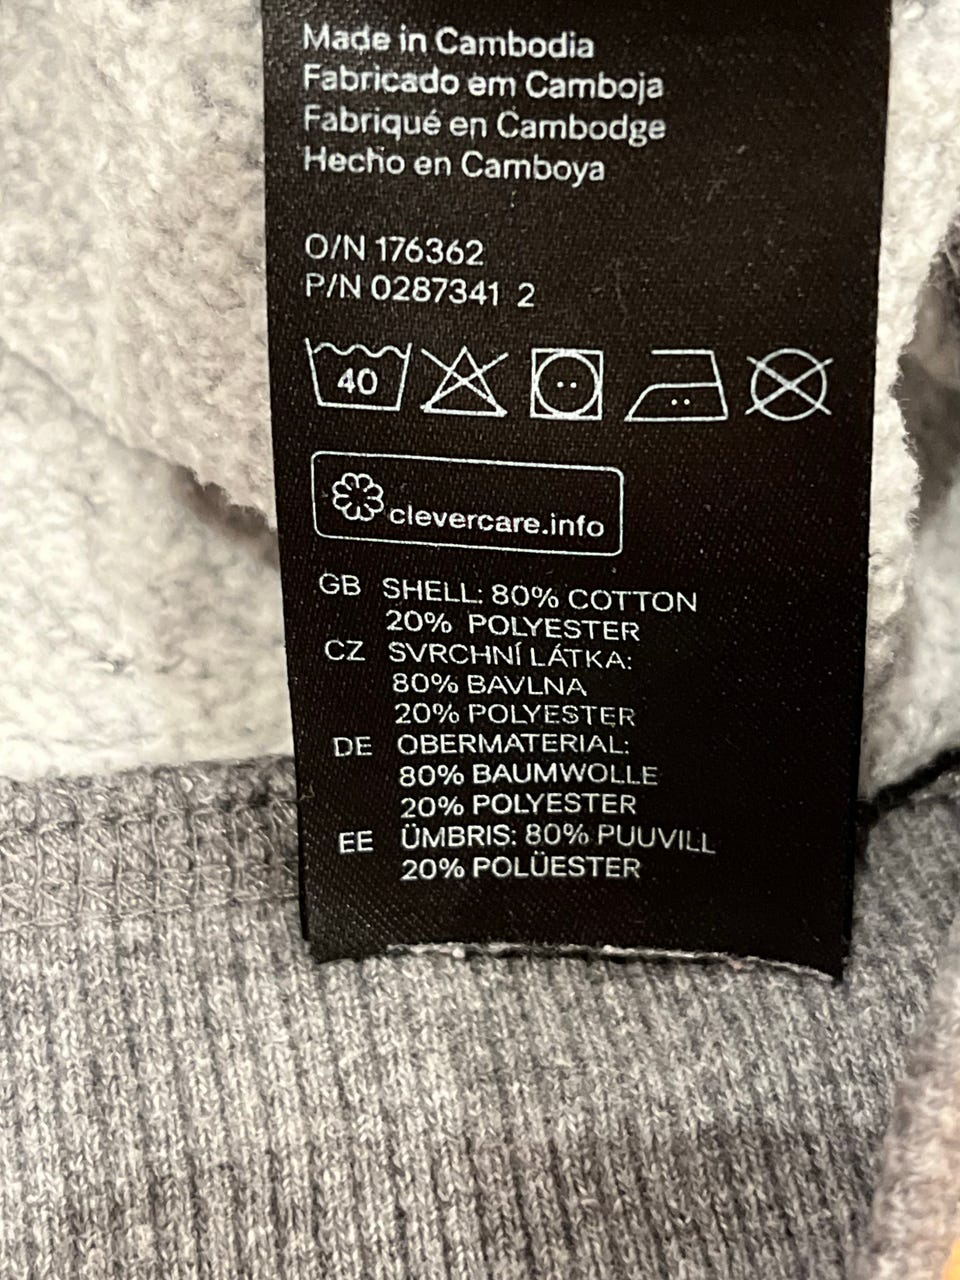 Made in Cambodia
Fabricado em Camboja
Fabriqué en Cambodge
Hecho en Camboya
O/N 176362
P/N 0287341 2
40
clevercare.info
GB SHELL: 80% COTTON
20% POLYESTER
CZ SVRCHNÍ LÁTKA:
80% BAVLNA
20% POLYESTER
DE OBERMATERIAL:
80% BAUMWOLLE
20% POLYESTER
EE ÜMBRIS: 80% PUUVILL
20% POLÜESTER